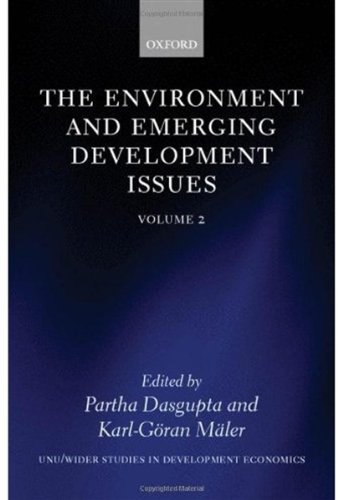 OXFORD
THE ENVIRONMENT
AND EMERGING
DEVELOPMENT
ISSUES
VOLUME 2
Edited by
Partha Dasgupta and
Karl-Göran Mäler
UNU/WIDER STUDIES IN DEVELOPMENT ECONOMICS